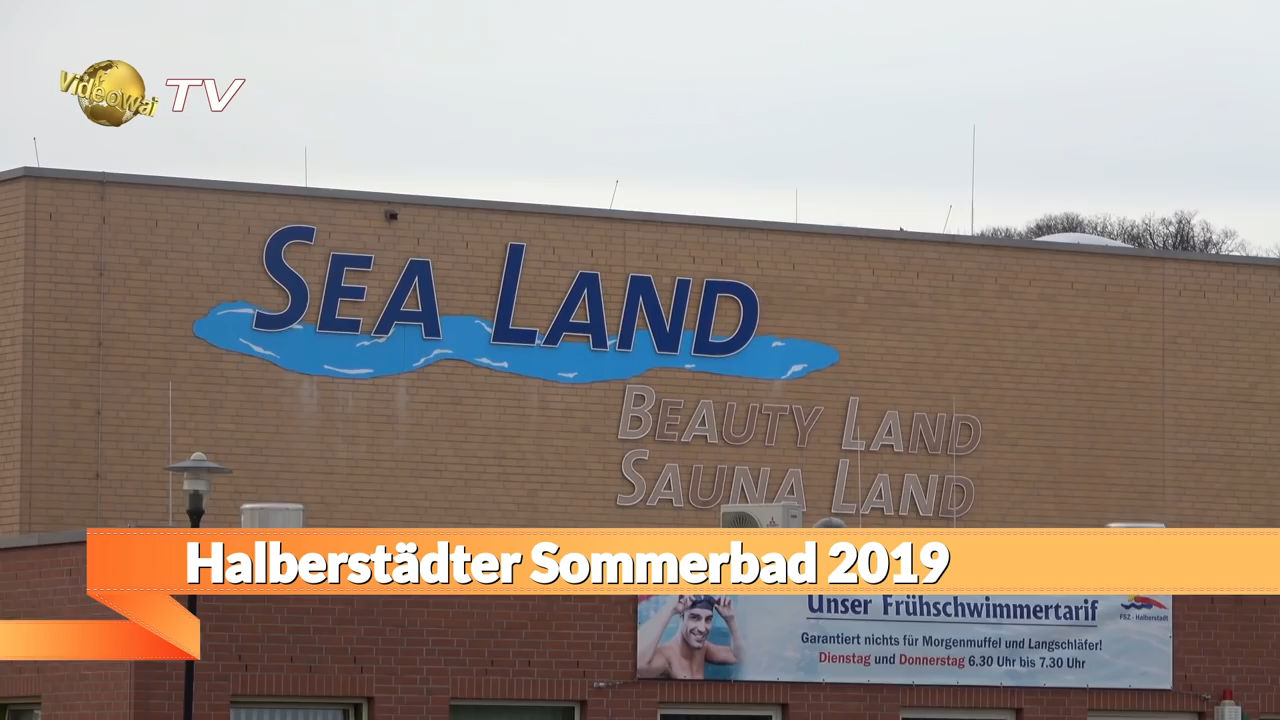 VideoWai TV
SEA LAND
BEAUTY LAND
SAUNA LAND
Halberstädter Sommerbad 2019
Unser Frühschwimmertarif
FSZ - Halberstadt
Garantiert nichts für Morgenmuffel und Langschläfer!
Dienstag und Donnerstag 6.30 Uhr bis 7.30 Uhr